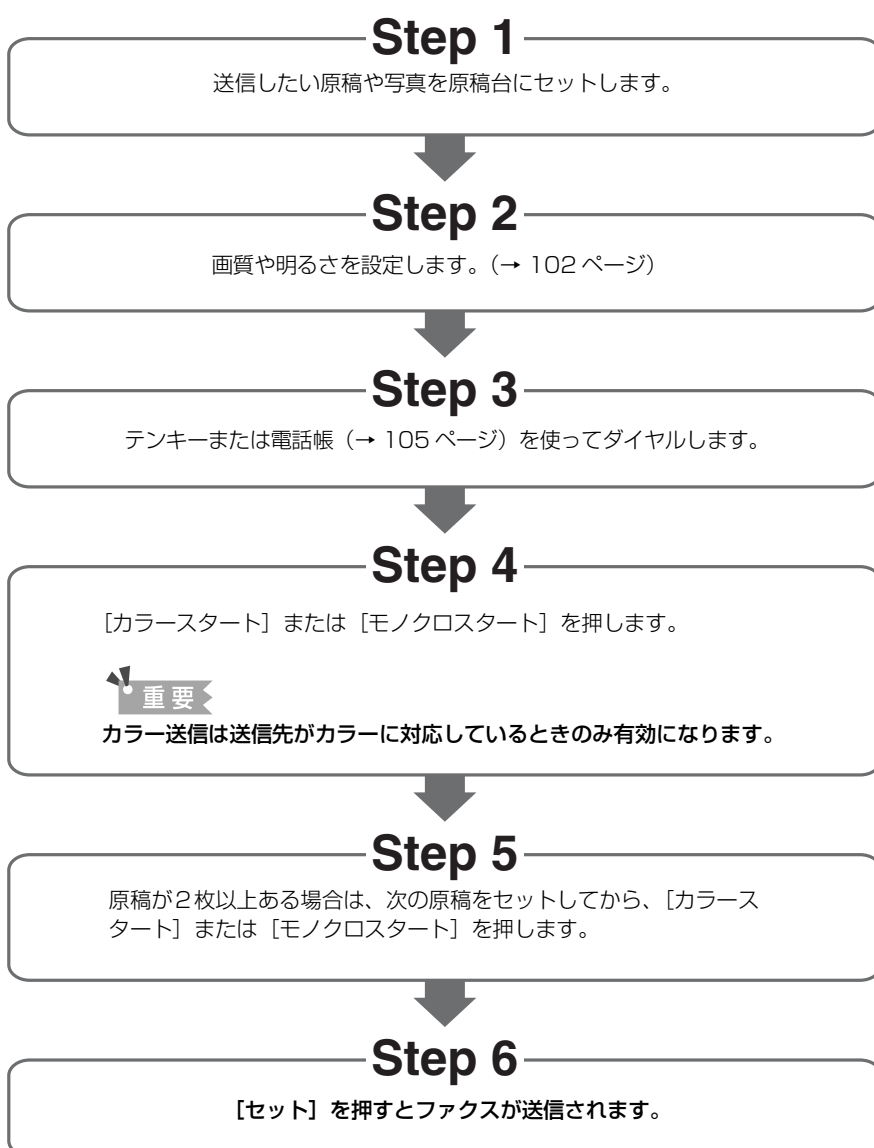 Step 1
送信したい原稿や写真を原稿台にセットします。
Step 2
画質や明るさを設定します。（→ 102 ページ）
Step 3
テンキーまたは電話帳（→ 105 ページ）を使ってダイヤルします。
Step 4
［カラースタート］または［モノクロスタート］を押します。
重要
カラー送信は送信先がカラーに対応しているときのみ有効になります。
Step 5
原稿が2枚以上ある場合は、次の原稿をセットしてから、［カラース
タート］または［モノクロスタート］を押します。
Step 6
［セット］を押すとファクスが送信されます。